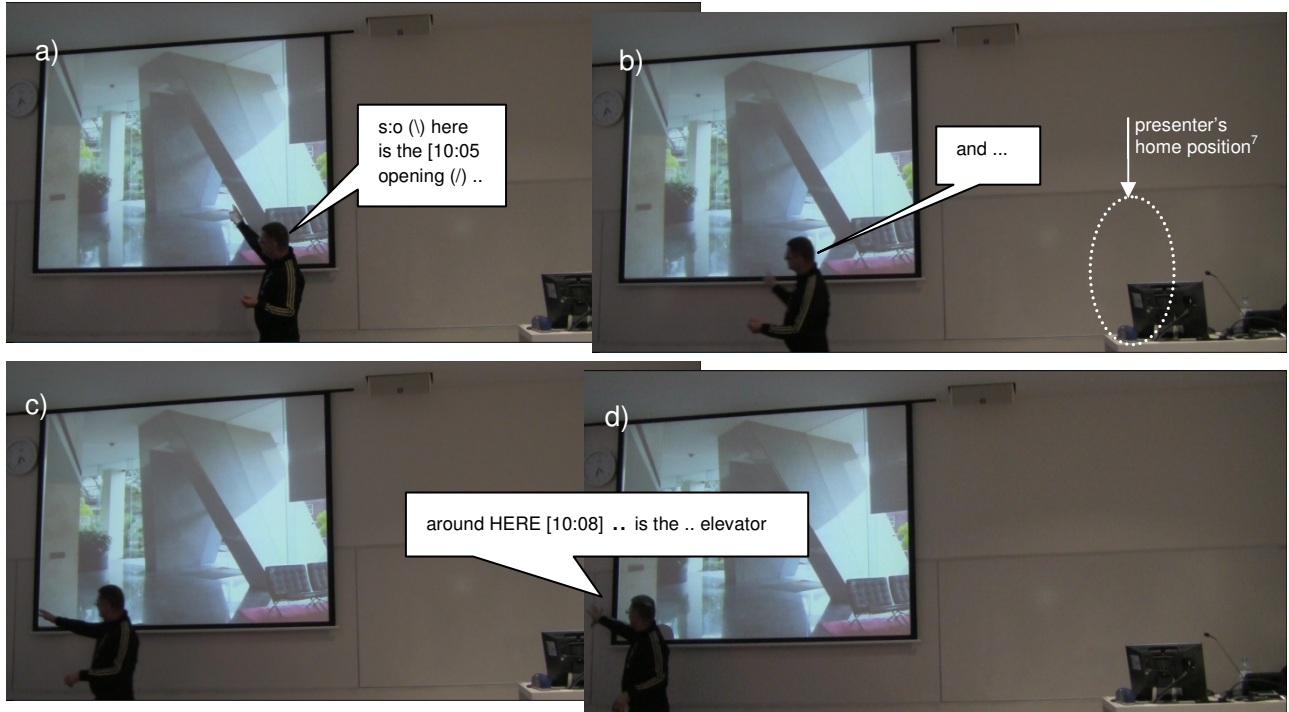 a)
s:o (\) here
is the [10:05
opening (/) ..
b)
and ...
presenter's
home position⁷
c)
d)
around HERE [10:08] .. is the .. elevator